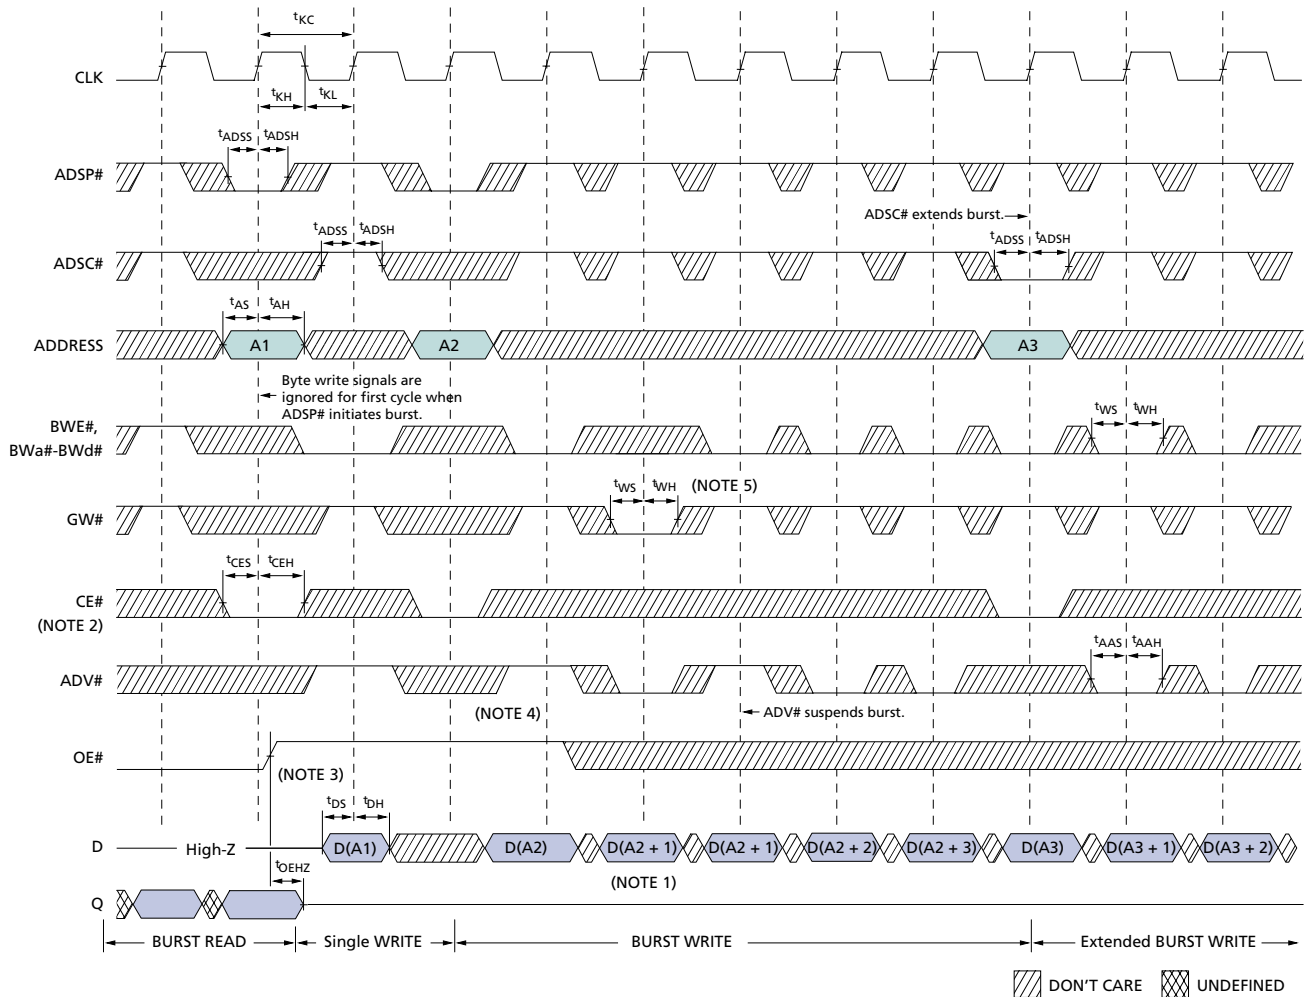 tKC
CLK
tKH tKL
tADSS tADSH
ADSP#
ADSC# extends burst.
tADSS tADSH
tADSS tADSH
ADSC#
tAS tAH
ADDRESS A1 A2 A3
Byte write signals are
ignored for first cycle when
ADSP# initiates burst.
BWE#,
BWa#-BWd#
tWS tWH
tWS tWH (NOTE 5)
GW#
tCES tCEH
CE#
(NOTE 2)
tAAS tAAH
ADV#
(NOTE 4) ADV# suspends burst.
OE#
(NOTE 3)
tDS tDH
D High-Z D(A1) D(A2) D(A2 + 1) D(A2 + 1) D(A2 + 2) D(A2 + 3) D(A3) D(A3 + 1) D(A3 + 2)
tOEHZ
(NOTE 1)
Q
BURST READ Single WRITE BURST WRITE Extended BURST WRITE
DON'T CARE UNDEFINED